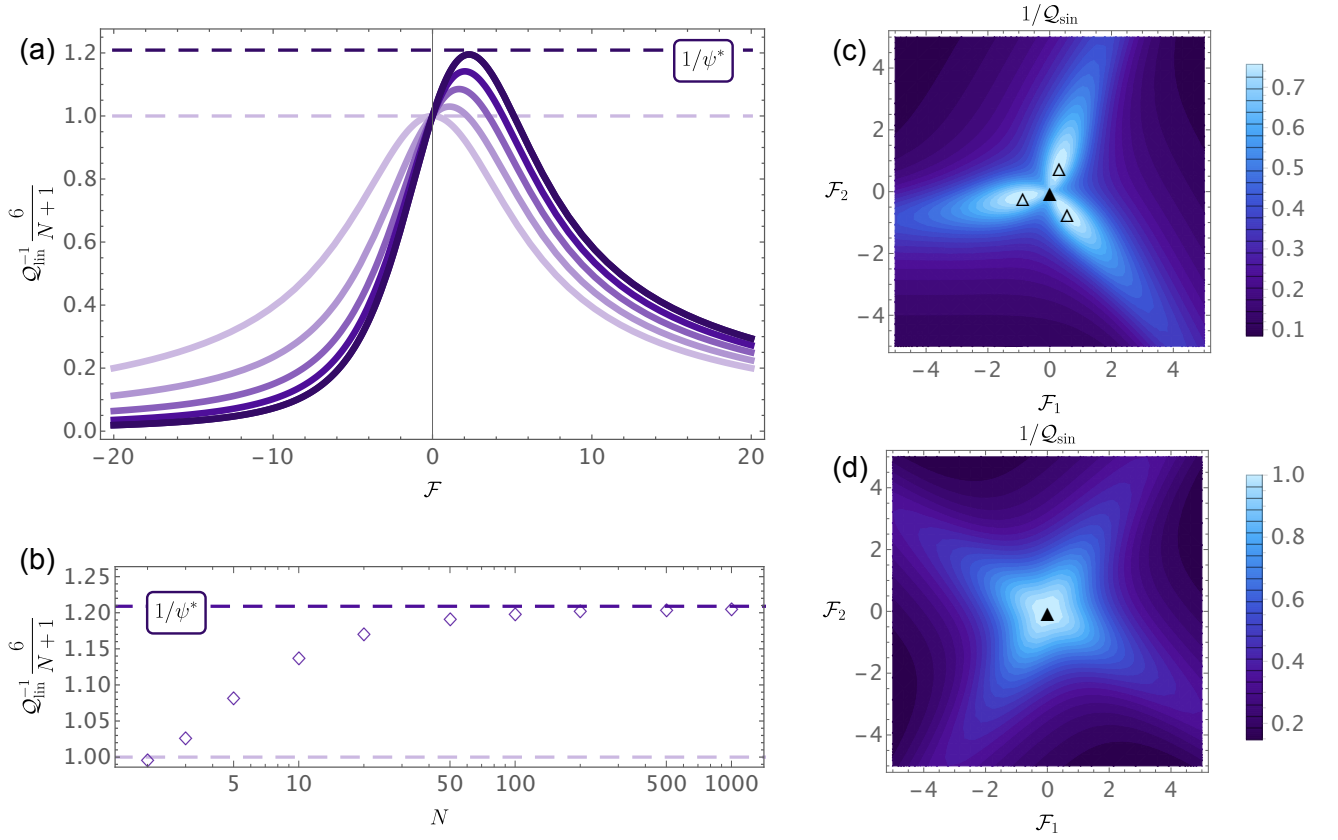 (a)
1/ψ*
1.2
1.0
0.8
0.6
0.4
0.2
0.0
Q_lin^{-1} 6/(N + 1)
−20 −10 0 10 20
ℱ
(b)
1/ψ*
1.25
1.20
1.15
1.10
1.05
1.00
Q_lin^{-1} 6/(N + 1)
5 10 50 100 500 1000
N
(c)
1/Q_sin
4
2
0
−2
−4
ℱ_2
−4 −2 0 2 4
ℱ_1
0.7
0.6
0.5
0.4
0.3
0.2
0.1
(d)
1/Q_sin
4
2
0
−2
−4
ℱ_2
−4 −2 0 2 4
ℱ_1
1.0
0.8
0.6
0.4
0.2